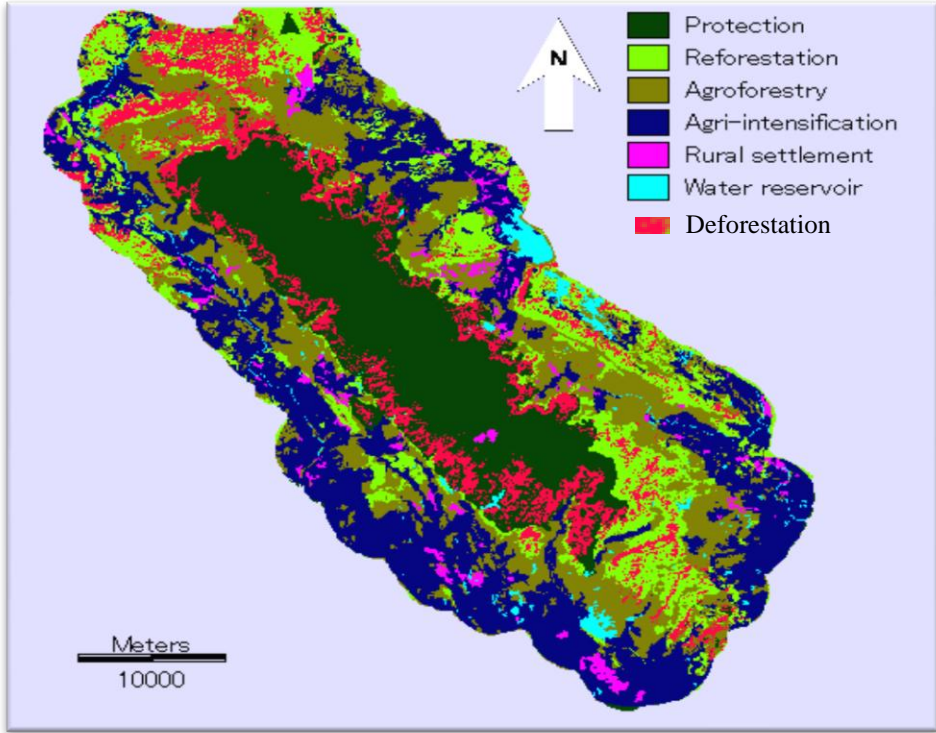 N
Protection
Reforestation
Agroforestry
Agri-intensification
Rural settlement
Water reservoir
Deforestation
Meters
10000